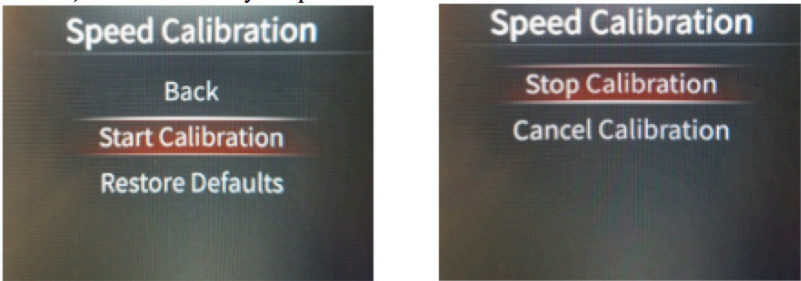 Speed Calibration
Back
Start Calibration
Restore Defaults
Speed Calibration
Stop Calibration
Cancel Calibration